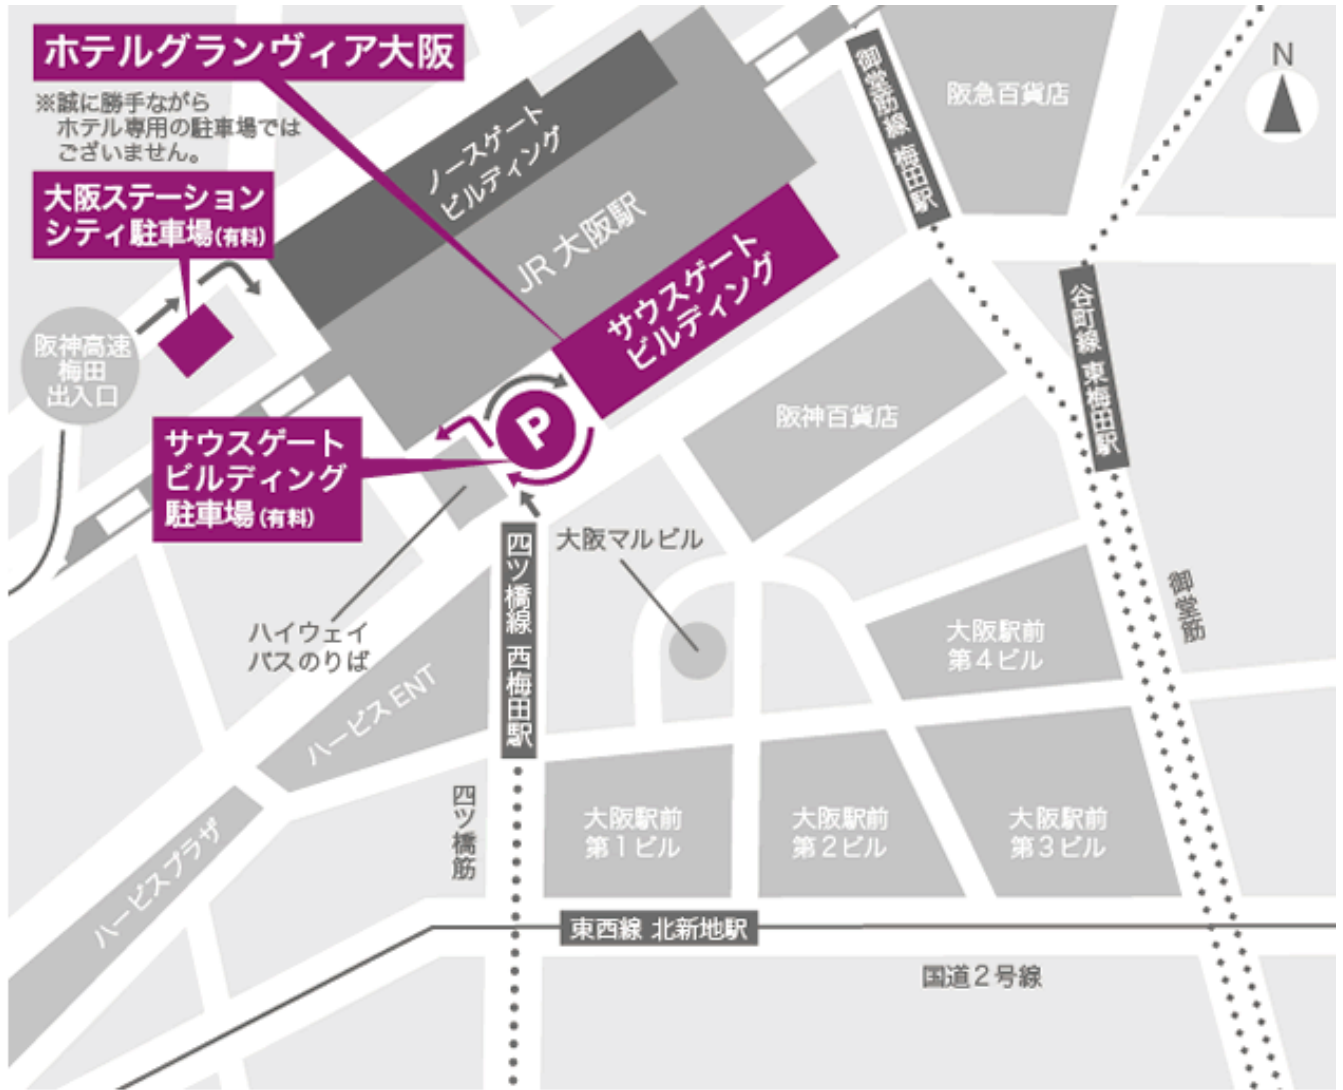 ホテルグランヴィア大阪
※誠に勝手ながら
ホテル専用の駐車場では
ございません。
大阪ステーション
シティ駐車場(有料)
阪神高速
梅田
出入口
ノースゲート
ビルディング
JR 大阪駅
サウスゲート
ビルディング
御堂筋線 梅田駅
阪急百貨店
N
谷町線 東梅田駅
阪神百貨店
P
サウスゲート
ビルディング
駐車場(有料)
ハイウェイ
バスのりば
四ツ橋線 西梅田駅
大阪マルビル
御堂筋
大阪駅前
第4ビル
ハービス ENT
ハービスプラザ
四ツ橋筋
大阪駅前
第1ビル
大阪駅前
第2ビル
大阪駅前
第3ビル
東西線 北新地駅
国道2号線